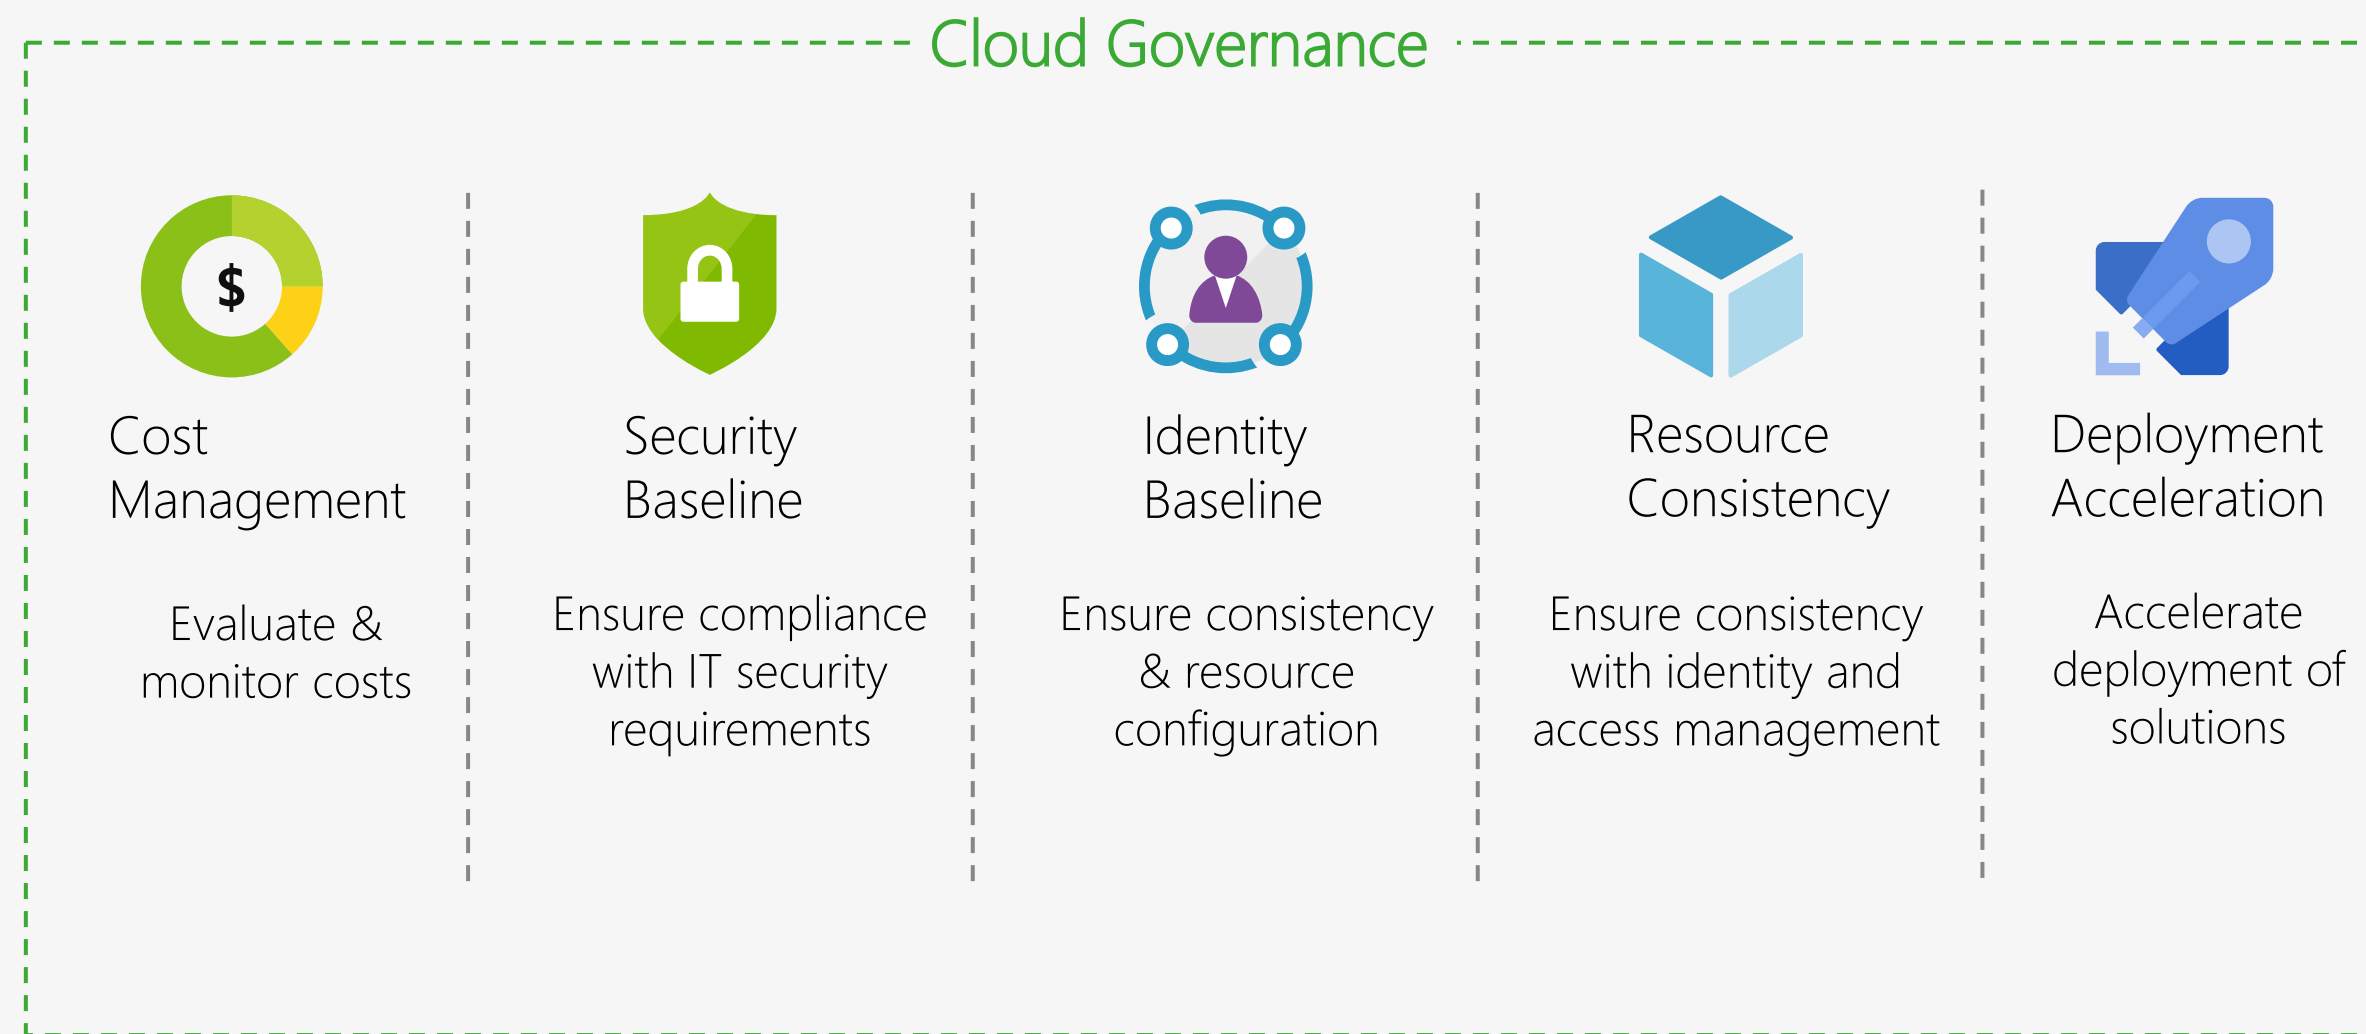 Cloud Governance
$
Cost
Management
Evaluate &
monitor costs
Security
Baseline
Ensure compliance
with IT security
requirements
Identity
Baseline
Ensure consistency
& resource
configuration
Resource
Consistency
Ensure consistency
with identity and
access management
Deployment
Acceleration
Accelerate
deployment of
solutions